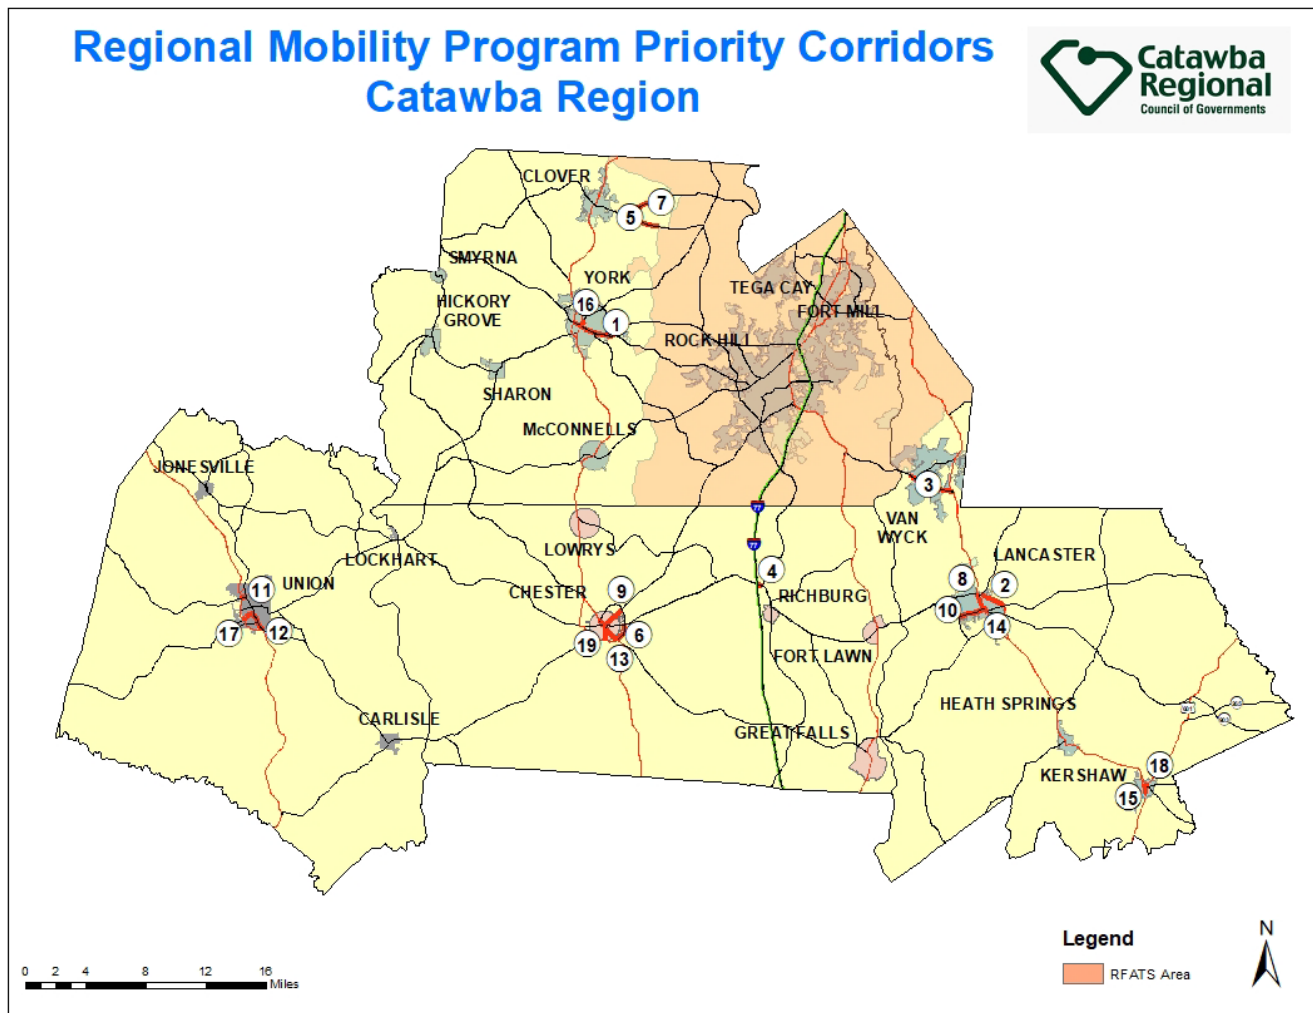 Regional Mobility Program Priority Corridors
Catawba Region
Catawba
Regional
Council of Governments
CLOVER
7
5
SMYRNA
YORK
TEGA CAY
HICKORY
GROVE
16
1
FORT MILL
ROCK HILL
SHARON
McCONNELLS
JONESVILLE
3
77
VAN
WYCK
LOWRYS
77
LOCKHART
LANCASTER
UNION
11
CHESTER
9
4
RICHBURG
8
2
10
17
12
19
6
14
13
FORT LAWN
CARLISLE
HEATH SPRINGS
GREAT FALLS
601
KERSHAW
18
15
N
Legend
RFATS Area
0 2 4 8 12 16
Miles